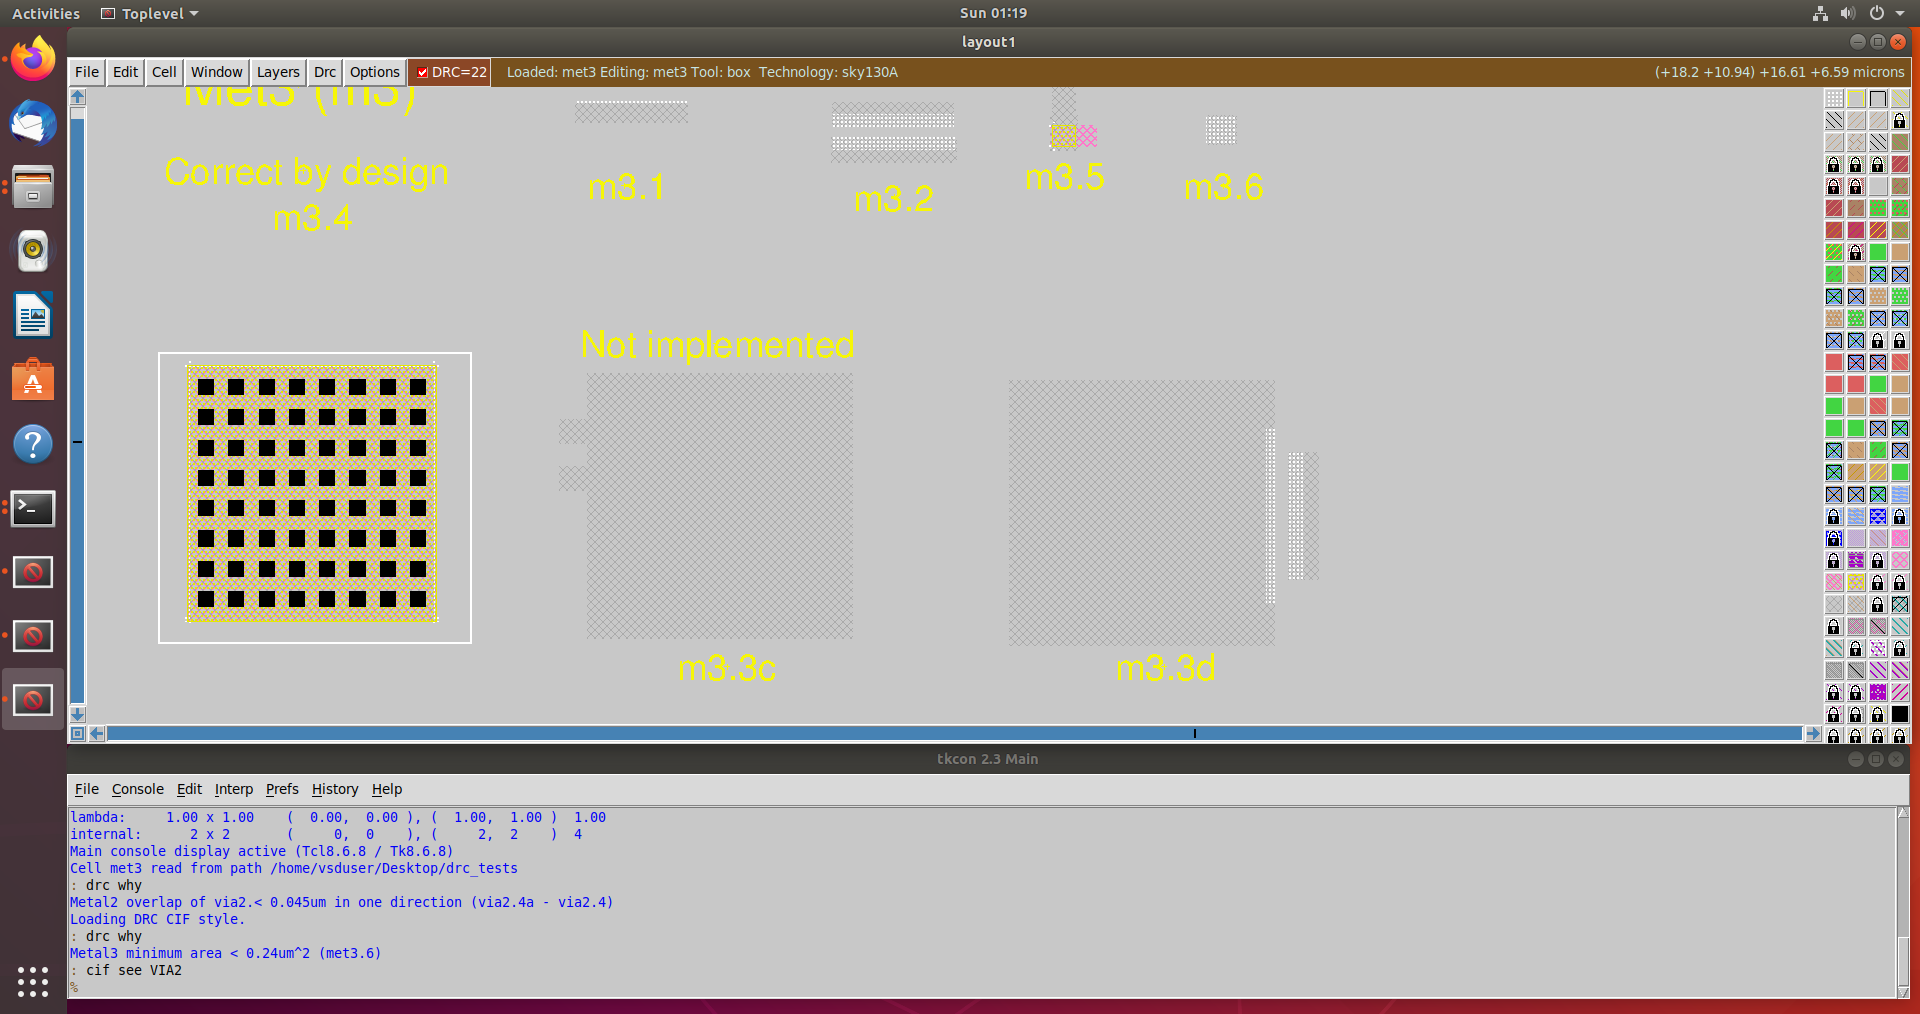 Activities
Toplevel
Sun 01:19
layout1
File Edit Cell Window Layers Drc Options DRC=22 Loaded: met3 Editing: met3 Tool: box Technology: sky130A (+18.2 +10.94) +16.61 +6.59 microns
Met3 (m3)
Correct by design
m3.4
m3.1
m3.2
m3.5
m3.6
Not implemented
m3.3c
m3.3d
tkcon 2.3 Main
File Console Edit Interp Prefs History Help
lambda: 1.00 x 1.00 ( 0.00, 0.00 ), ( 1.00, 1.00 ) 1.00
internal: 2 x 2 ( 0, 0 ), ( 2, 2 ) 4
Main console display active (Tcl8.6.8 / Tk8.6.8)
Cell met3 read from path /home/vsduser/Desktop/drc_tests
: drc why
Metal2 overlap of via2.< 0.045um in one direction (via2.4a - via2.4)
Loading DRC CIF style.
: drc why
Metal3 minimum area < 0.24um^2 (met3.6)
: cif see VIA2
%